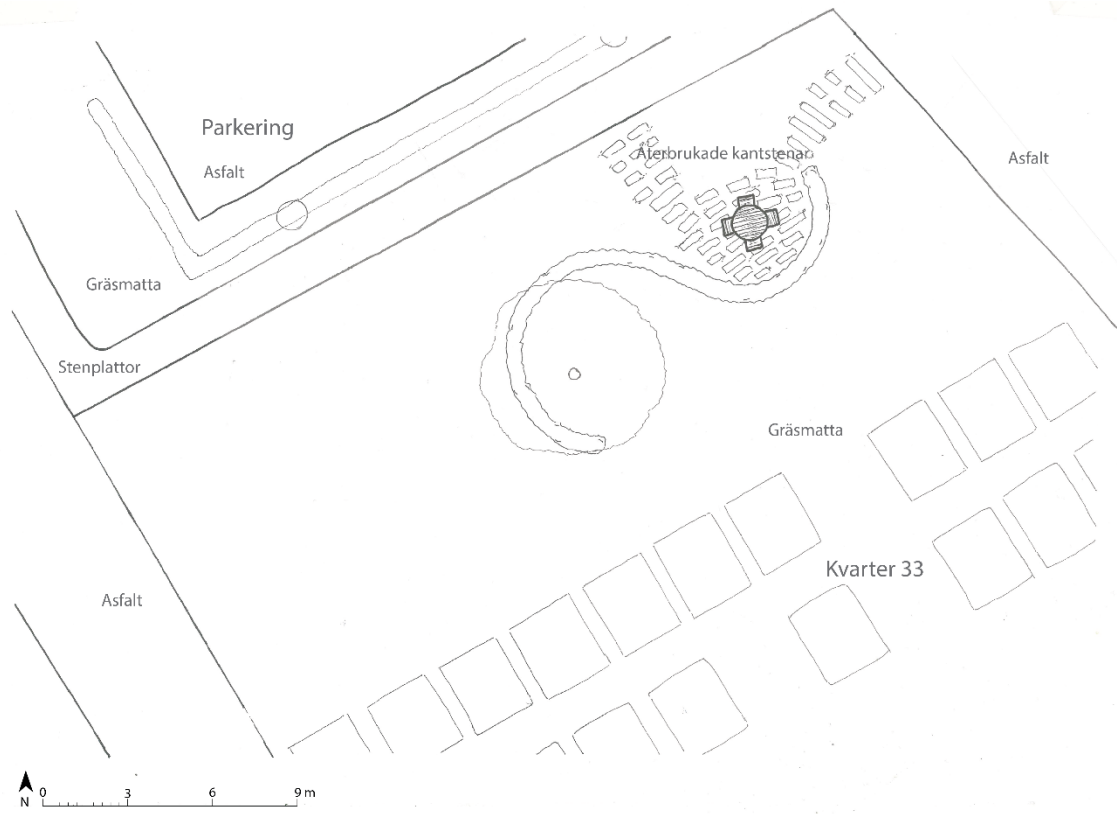 Parkering
Asfalt
Återbrukade kantstenar
Asfalt
Gräsmatta
Stenplattor
Gräsmatta
Kvarter 33
Asfalt
N
0 3 6 9 m